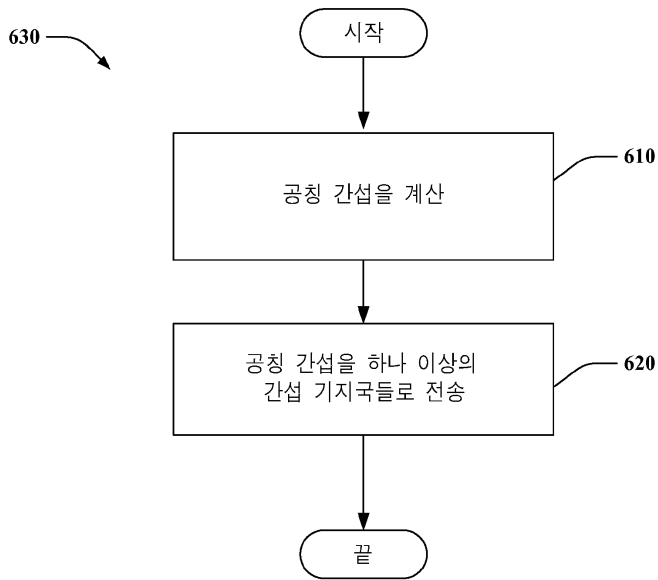 630
시작
610
공칭 간섭을 계산
공칭 간섭을 하나 이상의
간섭 기지국들로 전송
620
끝